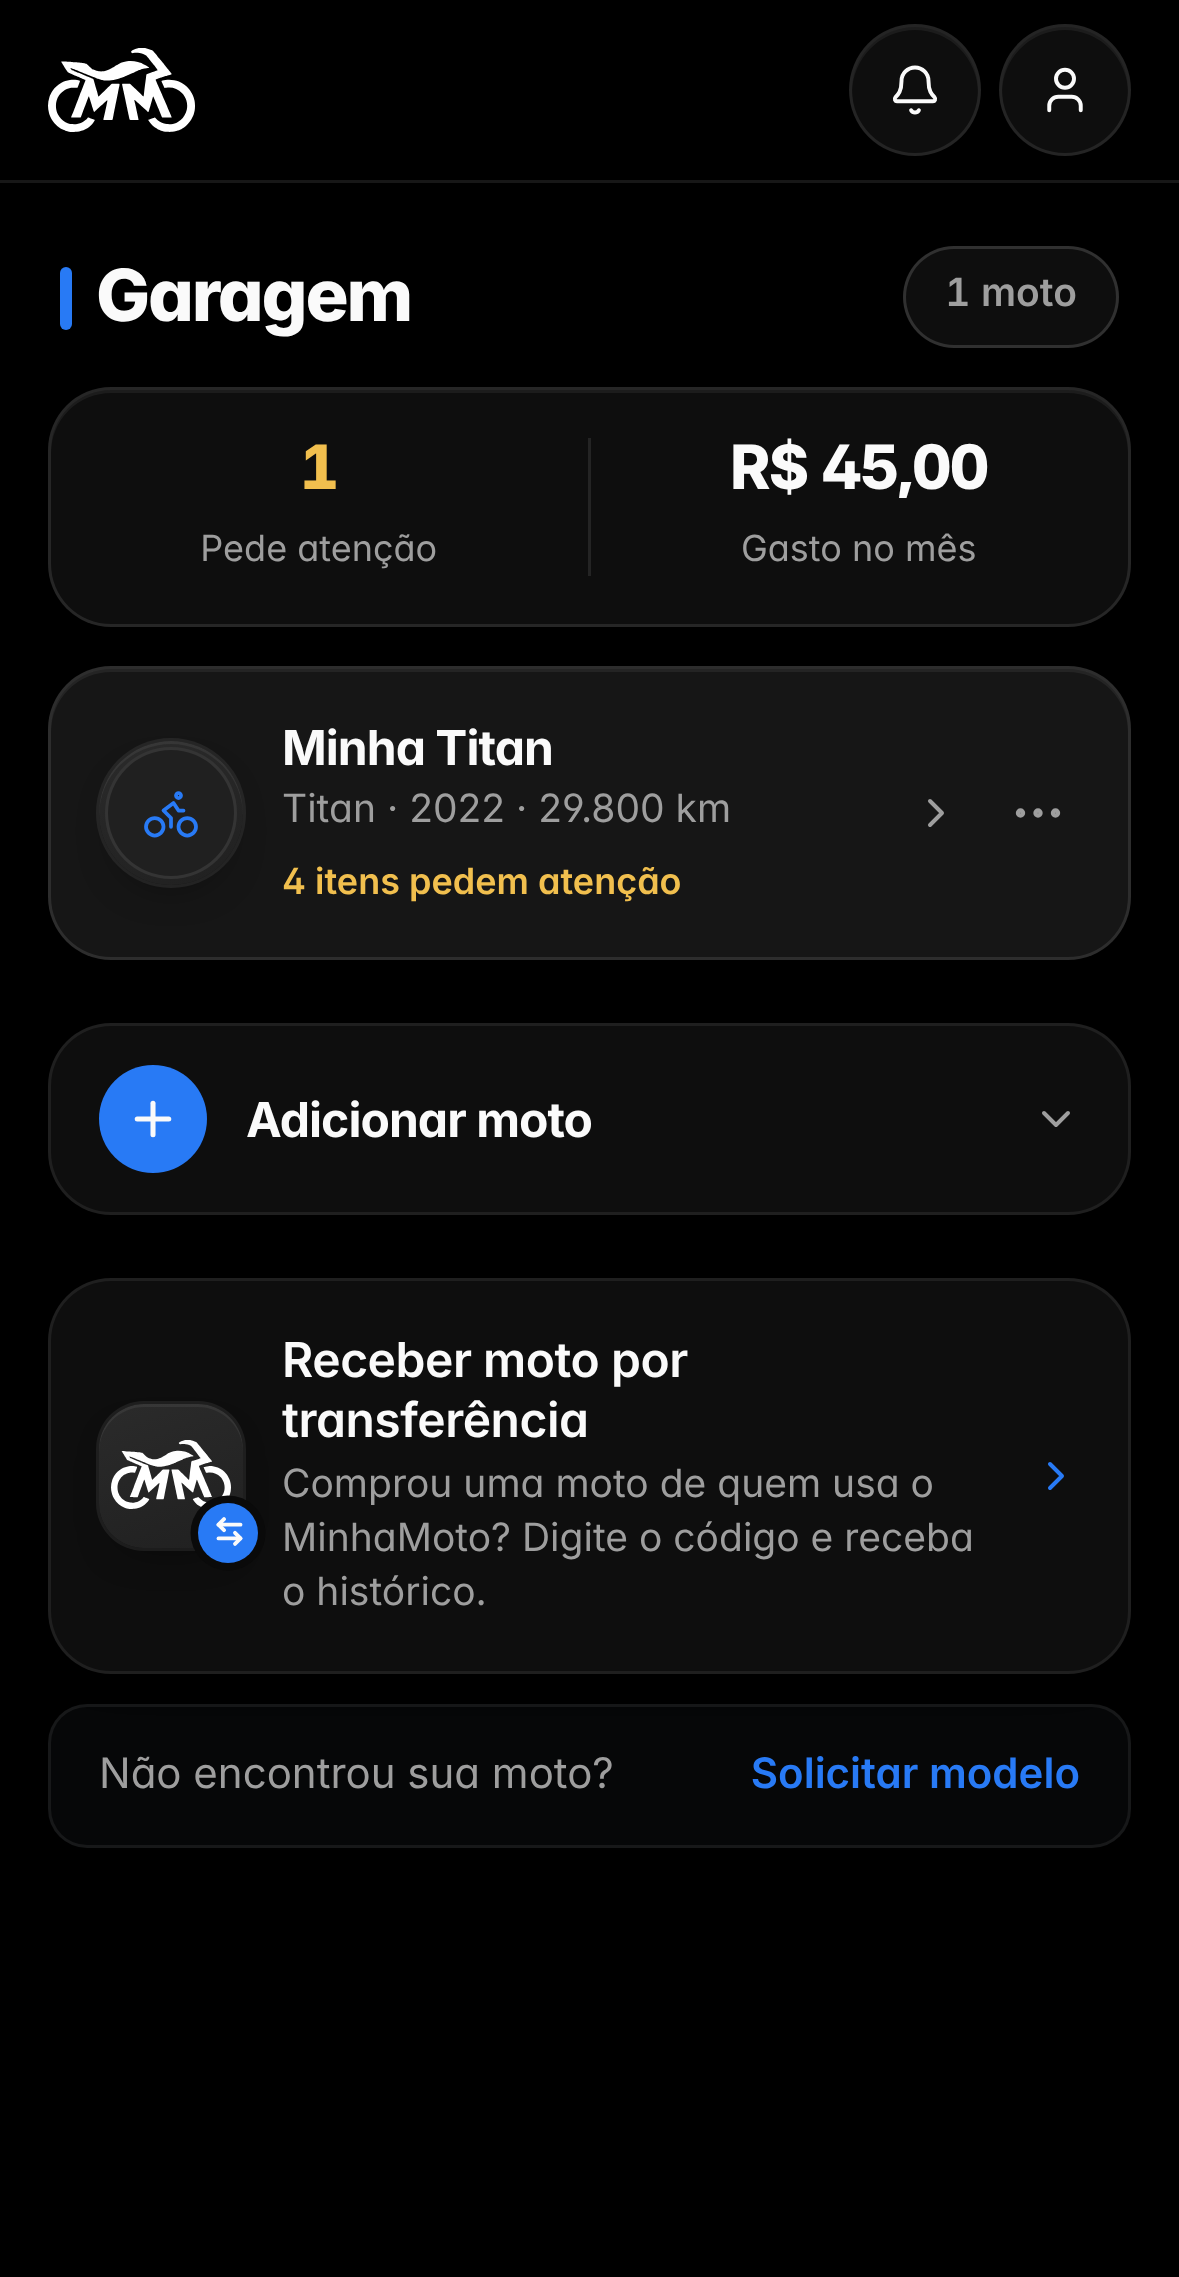 MM
Garagem
1 moto
1
R$ 45,00
Pede atenção
Gasto no mês
Minha Titan
Titan · 2022 · 29.800 km
4 itens pedem atenção
Adicionar moto
Receber moto por
transferência
MM
Comprou uma moto de quem usa o
MinhaMoto? Digite o código e receba
o histórico.
Não encontrou sua moto?
Solicitar modelo